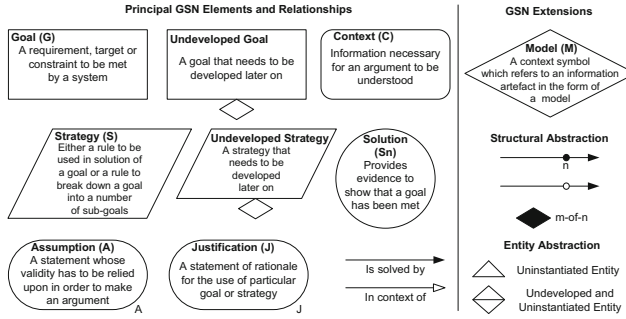 Principal GSN Elements and Relationships
Goal (G)
A requirement, target or
constraint to be met
by a system
Undeveloped Goal
A goal that needs to be
developed later on
Context (C)
Information necessary
for an argument to be
understood
Strategy (S)
Either a rule to be
used in solution of
a goal or a rule to
break down a goal
into a number
of sub-goals
Undeveloped Strategy
A strategy that
needs to be
developed
later on
Solution
(Sn)
Provides
evidence to
show that a goal
has been met
Assumption (A)
A statement whose
validity has to be relied
upon in order to make
an argument
A
Justification (J)
A statement of rationale
for the use of particular
goal or strategy
J
Is solved by
In context of
GSN Extensions
Model (M)
A context symbol
which refers to an information
artefact in the form of
a model
Structural Abstraction
n
m-of-n
Entity Abstraction
Uninstantiated Entity
Undeveloped and
Uninstantiated Entity